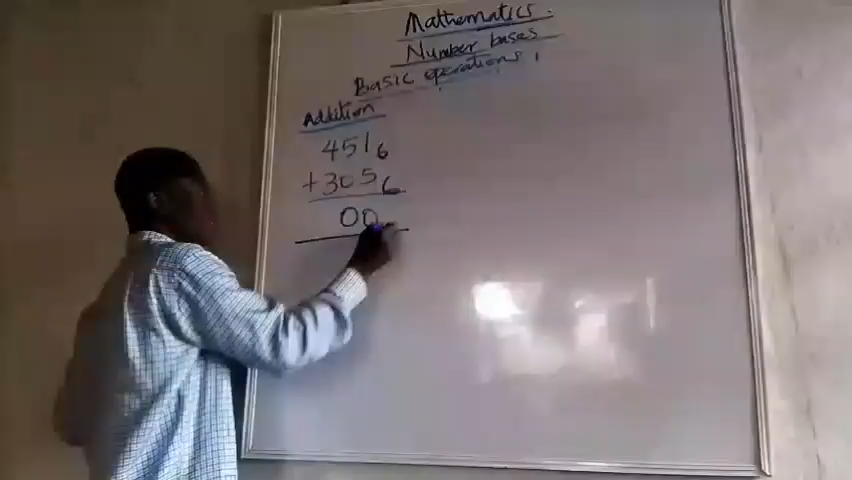 Mathematics.
Number bases
Basic operations;
Addition
451₆
+305₆
00